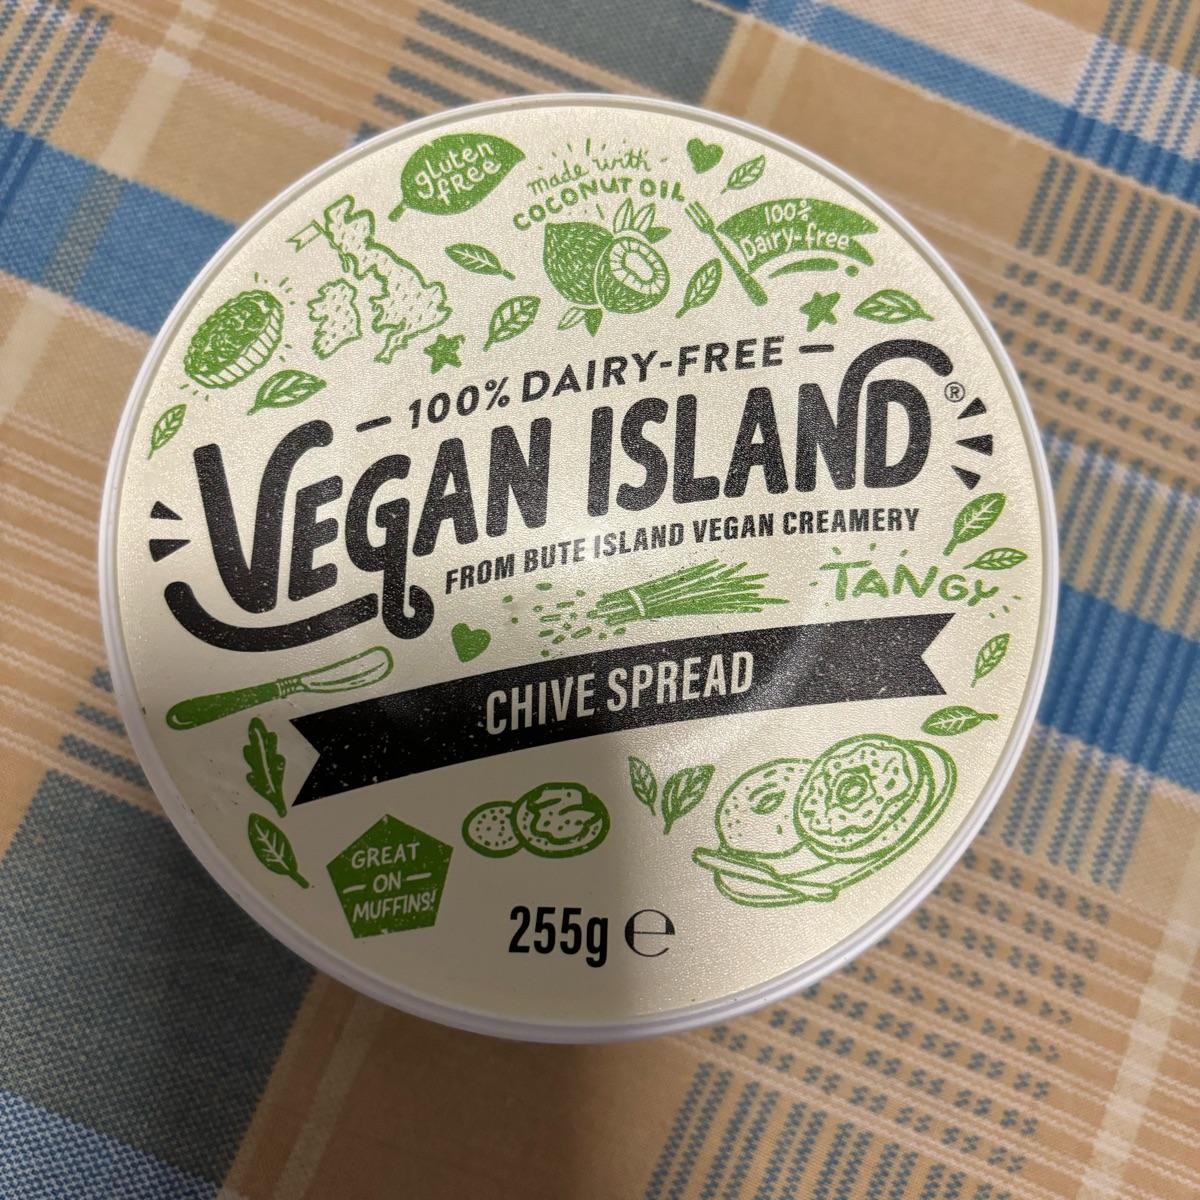 gluten
free
made with
COCONUT OIL
100%
Dairy-free
— 100% DAIRY-FREE —
VEGAN ISLAND®
FROM BUTE ISLAND VEGAN CREAMERY
TANGY
CHIVE SPREAD
GREAT
— ON —
MUFFINS!
255g ℮